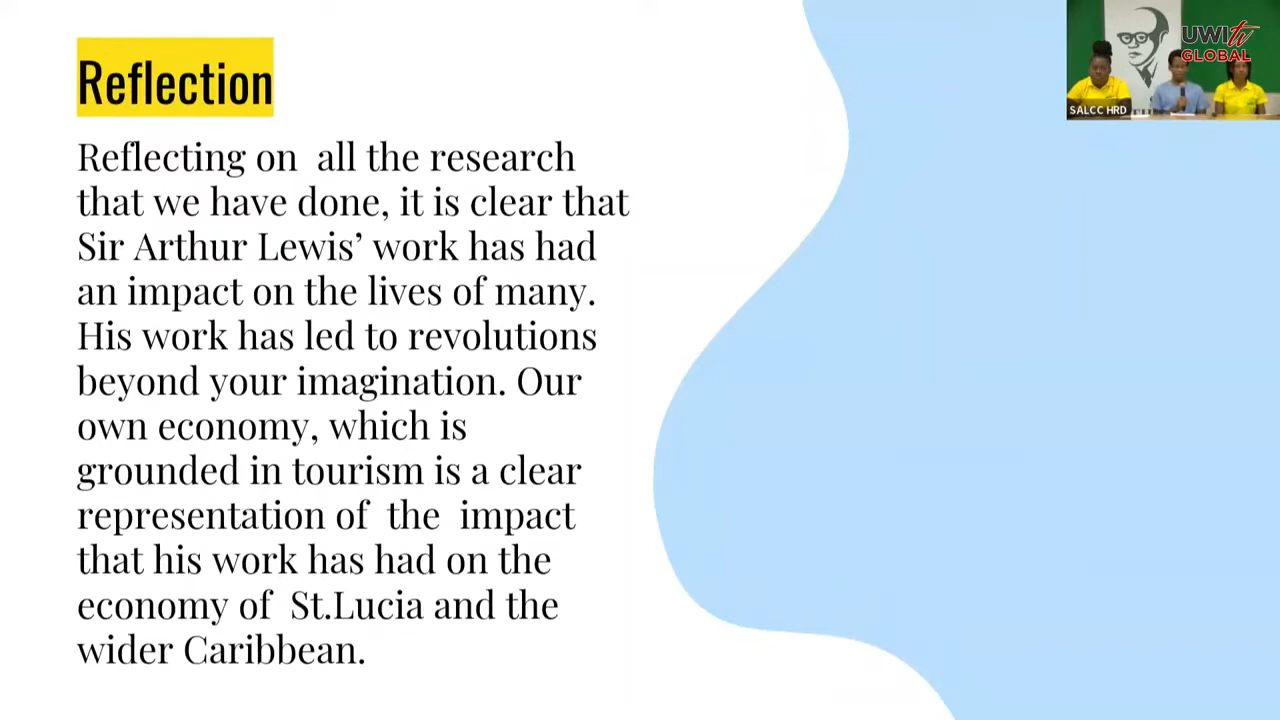 Reflection
Reflecting on  all the research
that we have done, it is clear that
Sir Arthur Lewis’ work has had
an impact on the lives of many.
His work has led to revolutions
beyond your imagination. Our
own economy, which is
grounded in tourism is a clear
representation of  the  impact
that his work has had on the
economy of  St.Lucia and the
wider Caribbean.
UWItv
GLOBAL
SALCC HRD